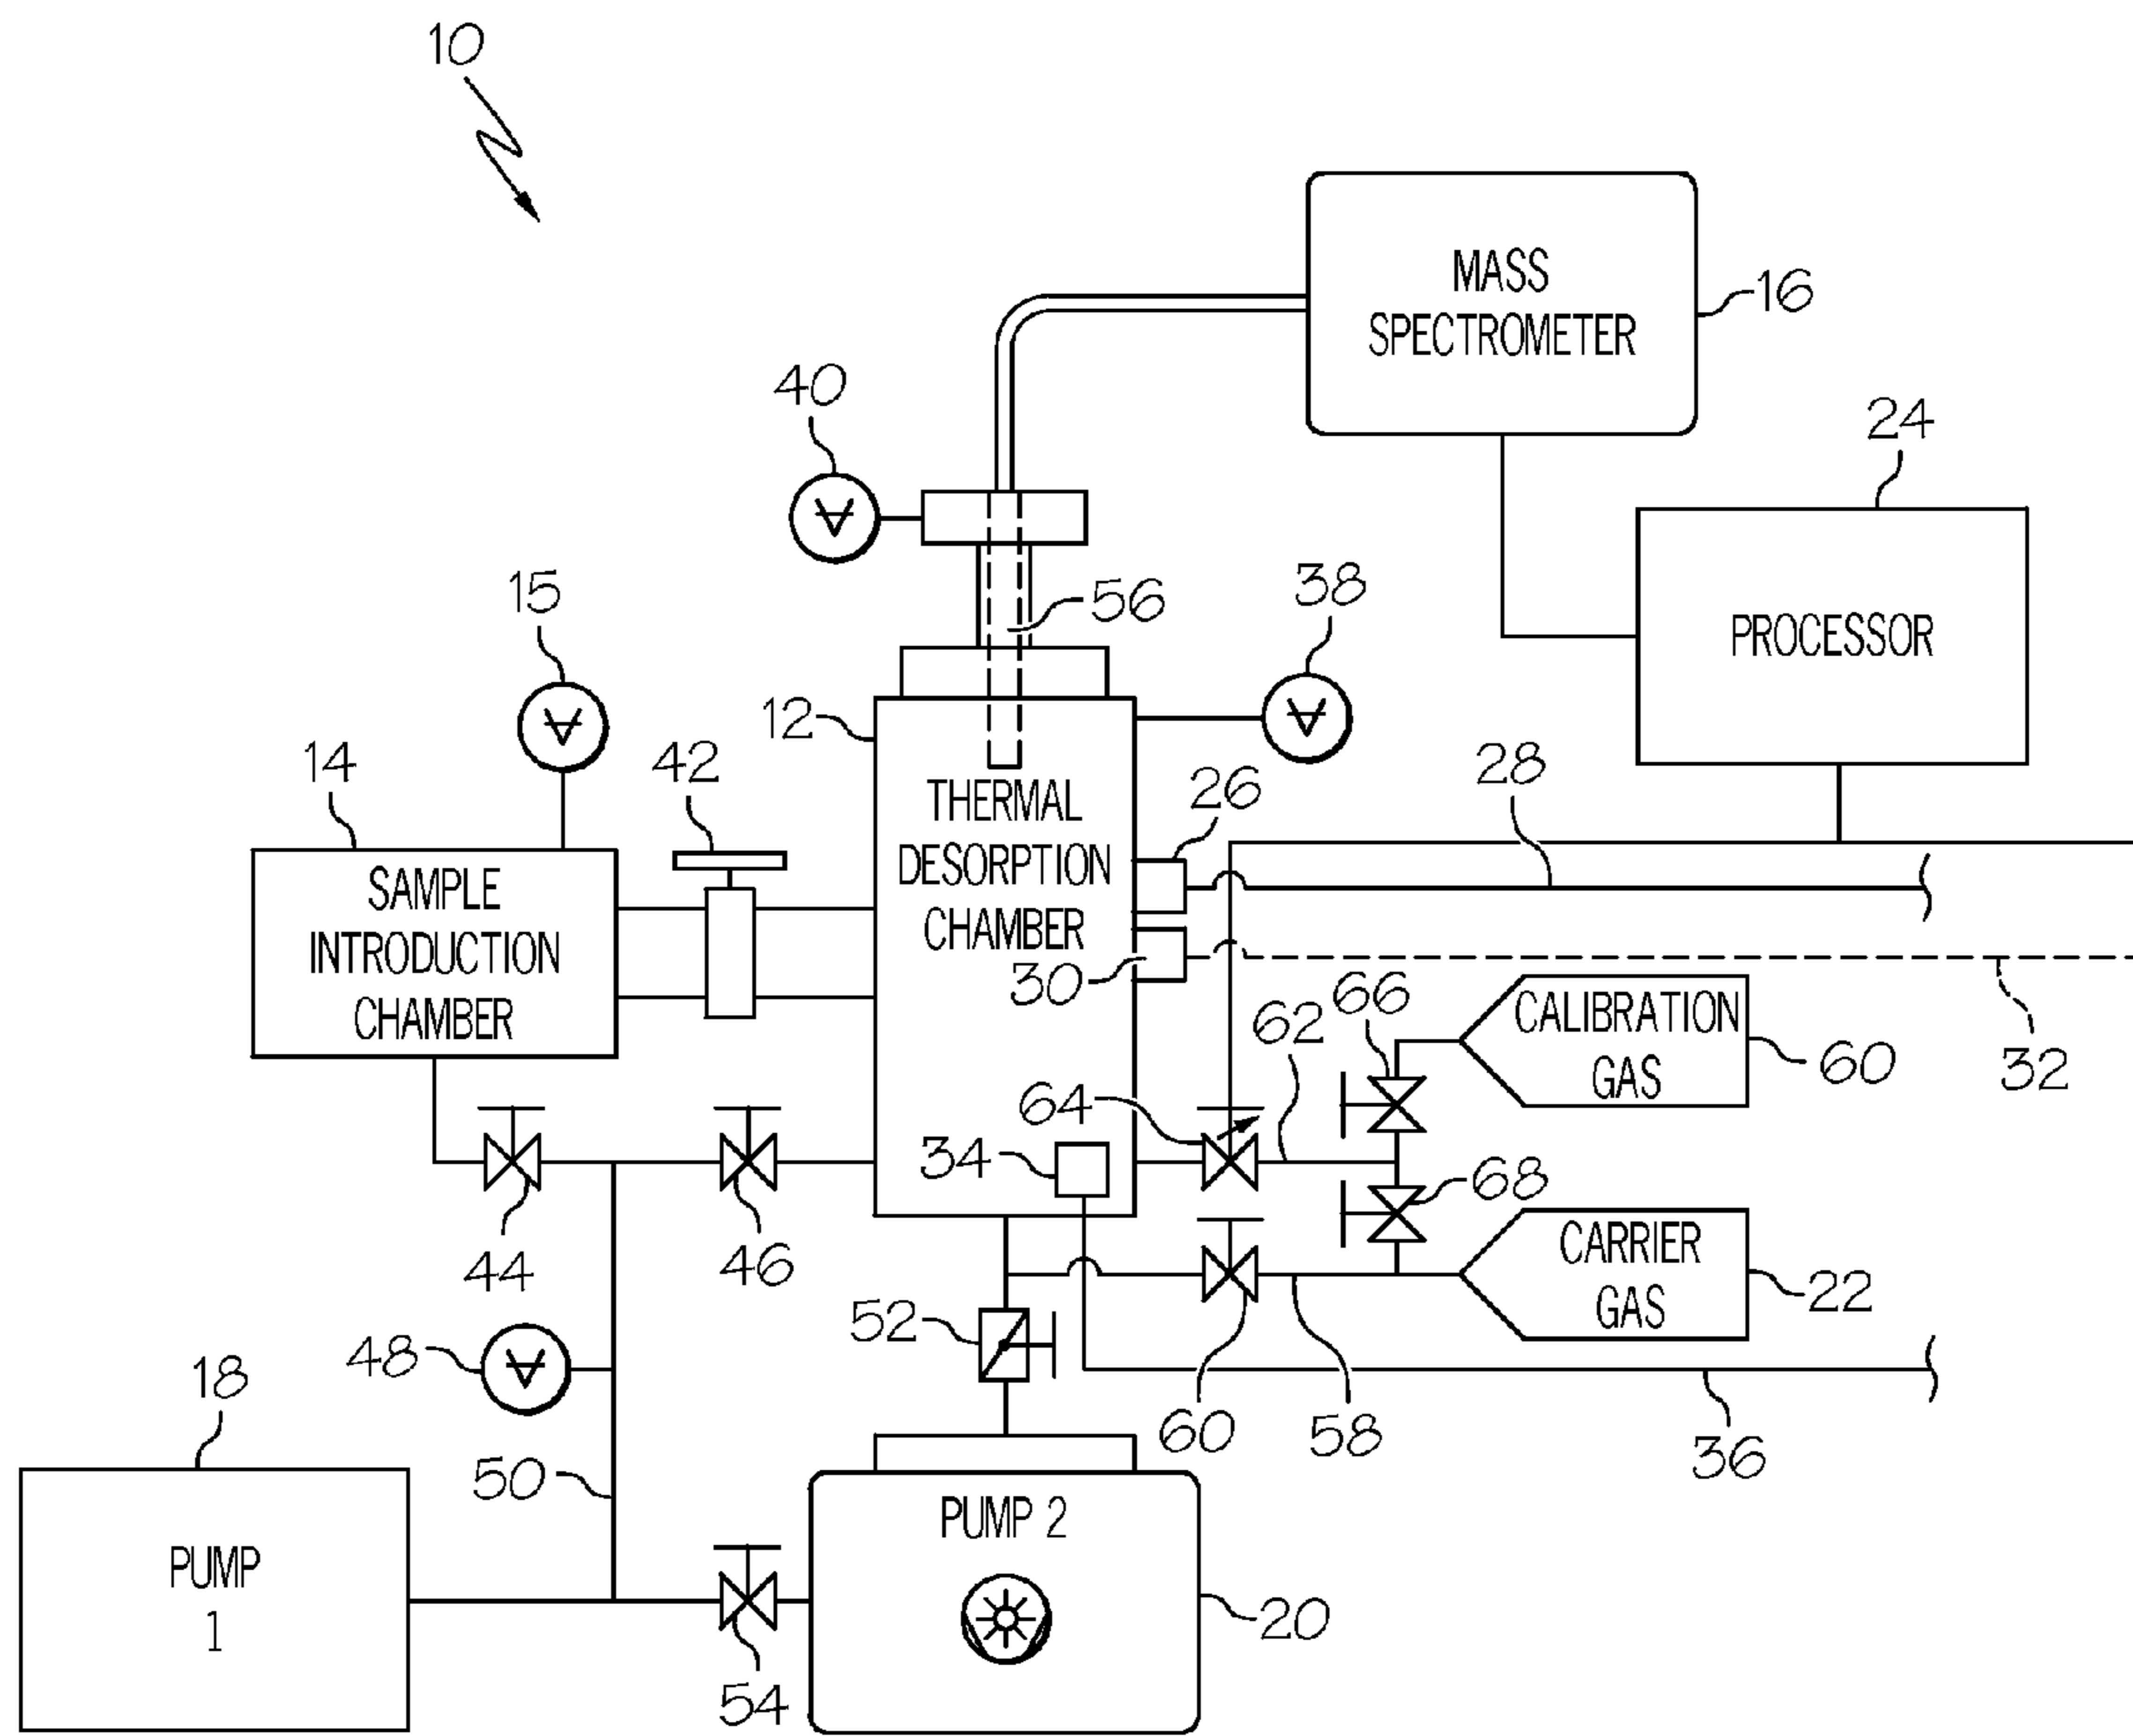 10
MASS
SPECTROMETER
16
40
24
15
56
38
PROCESSOR
12
14
42
26
28
THERMAL
DESORPTION
CHAMBER
SAMPLE
INTRODUCTION
CHAMBER
30
62
66
CALIBRATION
GAS
60
32
64
34
68
44
46
CARRIER
GAS
22
52
48
18
60
58
36
50
PUMP
1
PUMP 2
20
54